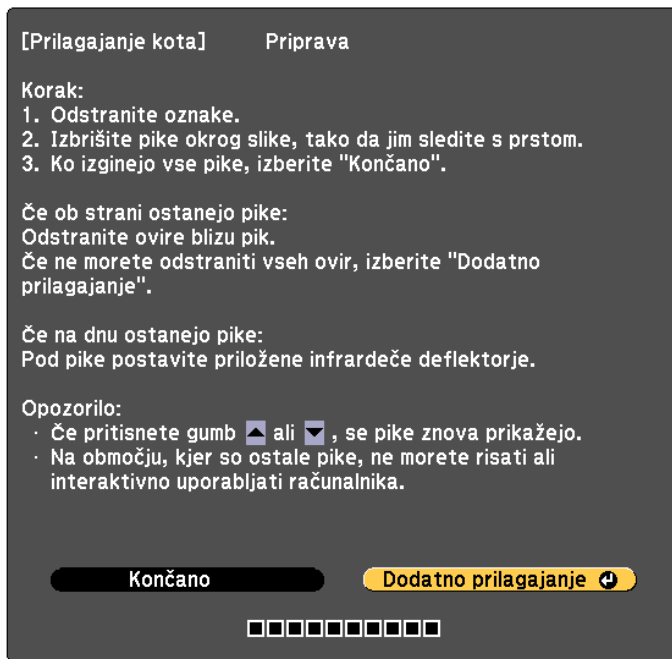 [Prilagajanje kota] Priprava
Korak:
1. Odstranite oznake.
2. Izbrišite pike okrog slike, tako da jim sledite s prstom.
3. Ko izginejo vse pike, izberite "Končano".
Če ob strani ostanejo pike:
Odstranite ovire blizu pik.
Če ne morete odstraniti vseh ovir, izberite "Dodatno
prilagajanje".
Če na dnu ostanejo pike:
Pod pike postavite priložene infrardeče deflektorje.
Opozorilo:
· Če pritisnete gumb ▲ ali ▼ , se pike znova prikažejo.
· Na območju, kjer so ostale pike, ne morete risati ali
interaktivno uporabljati računalnika.
Končano Dodatno prilagajanje